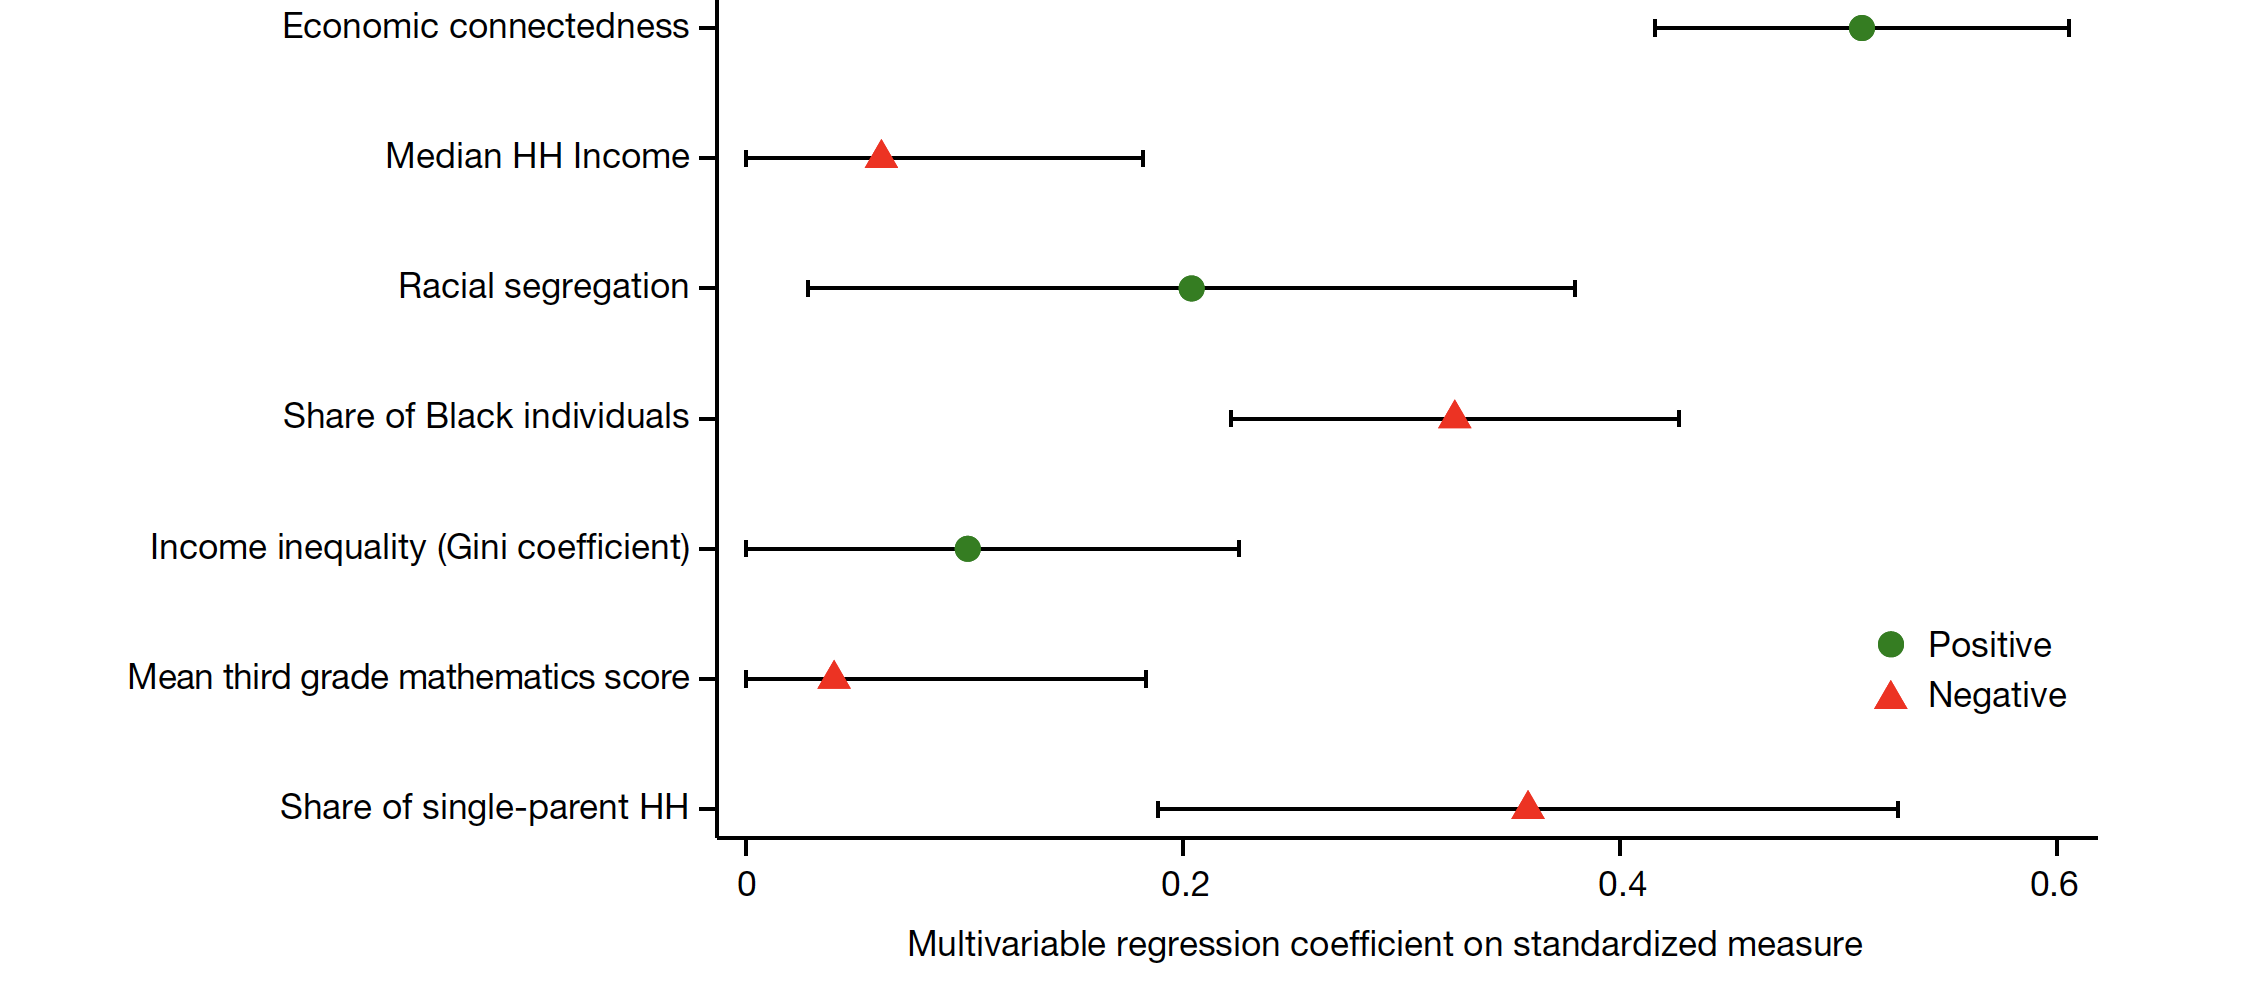 Economic connectedness
Median HH Income
Racial segregation
Share of Black individuals
Income inequality (Gini coefficient)
Mean third grade mathematics score
Share of single-parent HH
Positive
Negative
0 0.2 0.4 0.6
Multivariable regression coefficient on standardized measure